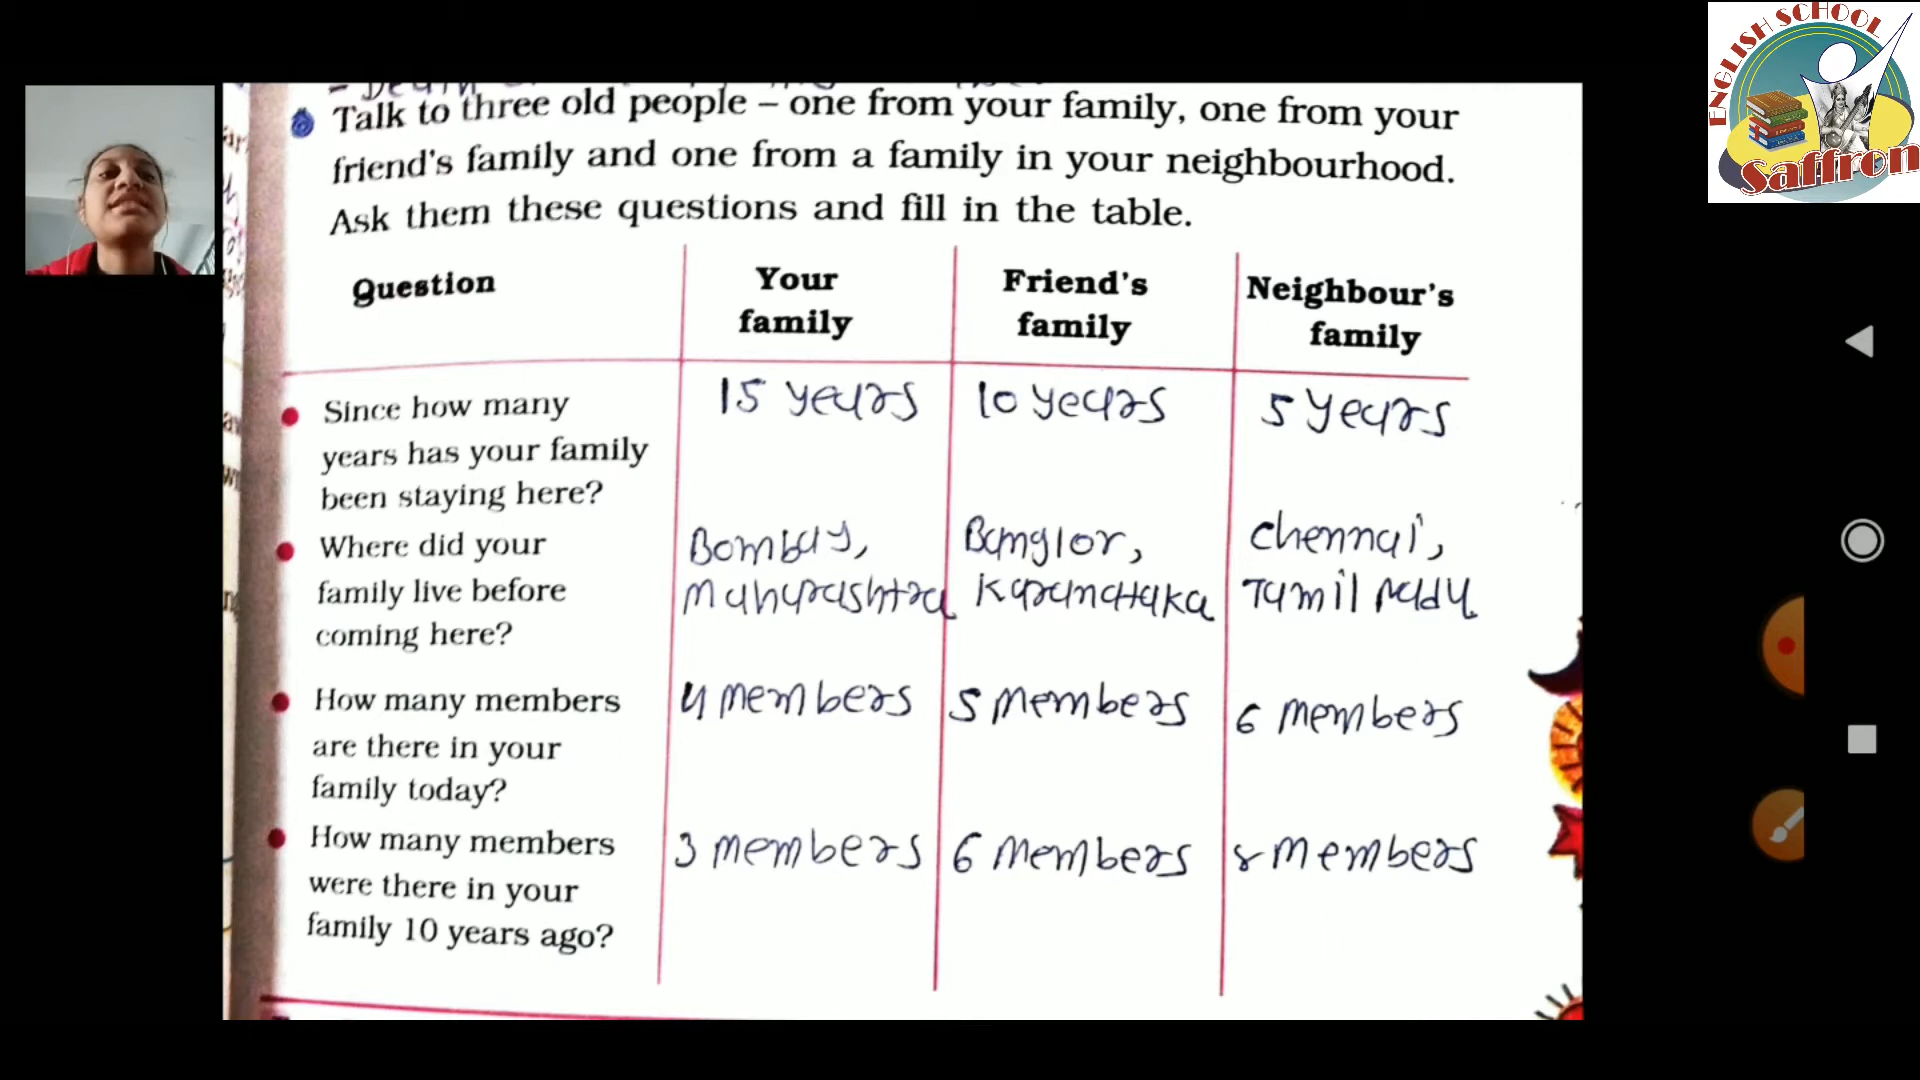 ENGLISH SCHOOL
Saffron
Talk to three old people – one from your family, one from your
friend's family and one from a family in your neighbourhood.
Ask them these questions and fill in the table.
Question Your family Friend's family Neighbour's family
Since how many years has your family been staying here? 15 years 10 years 5 years
Where did your family live before coming here? Bombay, Maharashtra Banglor, Karanataka Chennai, Tamil Nadu
How many members are there in your family today? 4 members 5 members 6 members
How many members were there in your family 10 years ago? 3 members 6 members 8 members